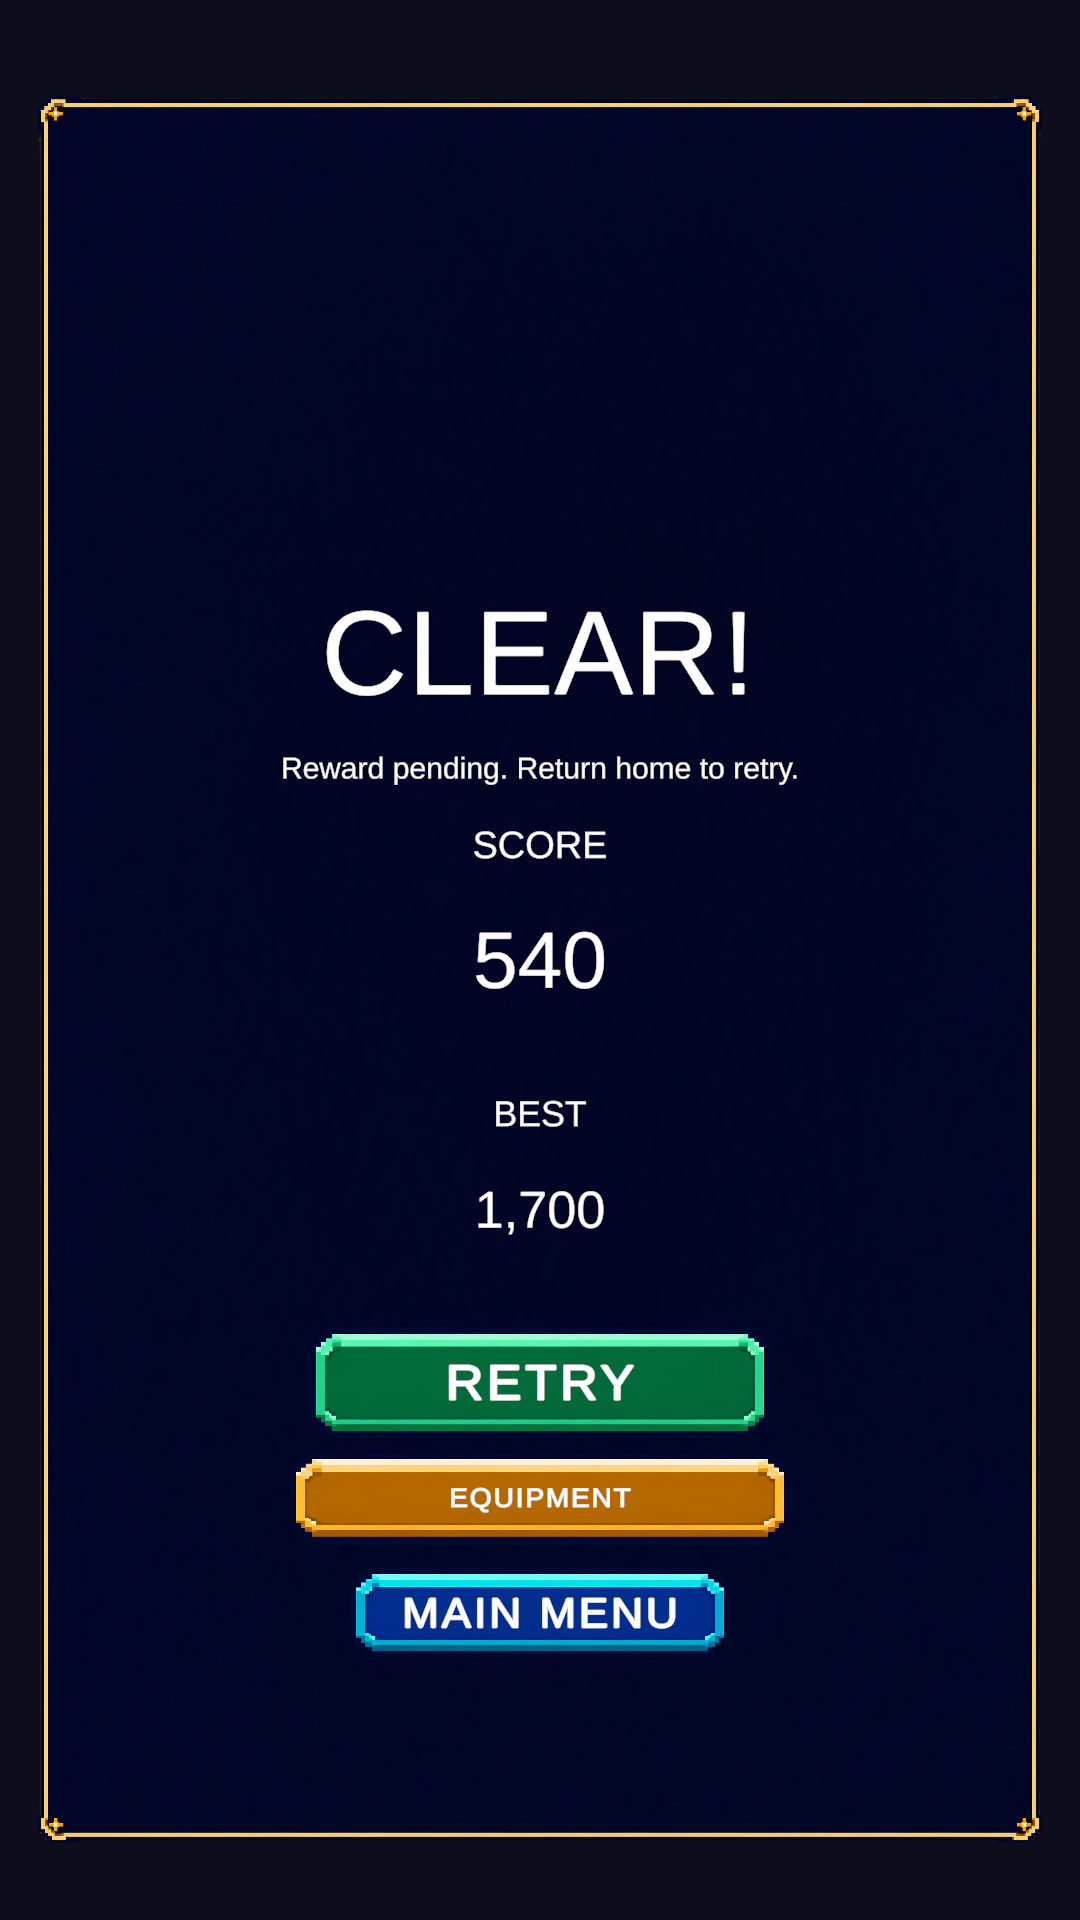 CLEAR!
Reward pending. Return home to retry.
SCORE
540
BEST
1,700
RETRY
EQUIPMENT
MAIN MENU